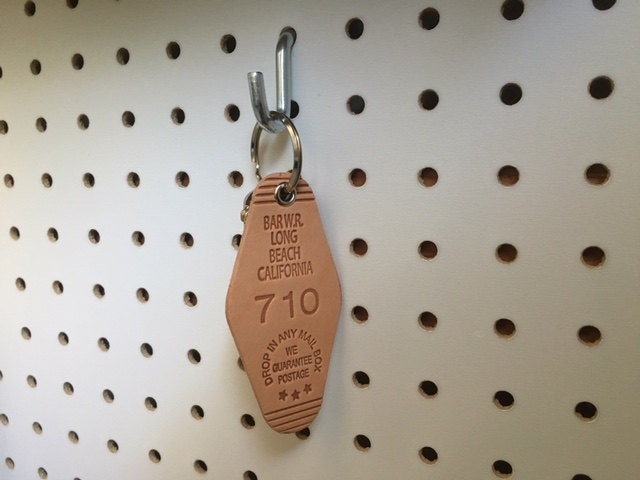 BAR W.R.
LONG
BEACH
CALIFORNIA
710
DROP IN ANY MAIL BOX
WE
GUARANTEE
POSTAGE